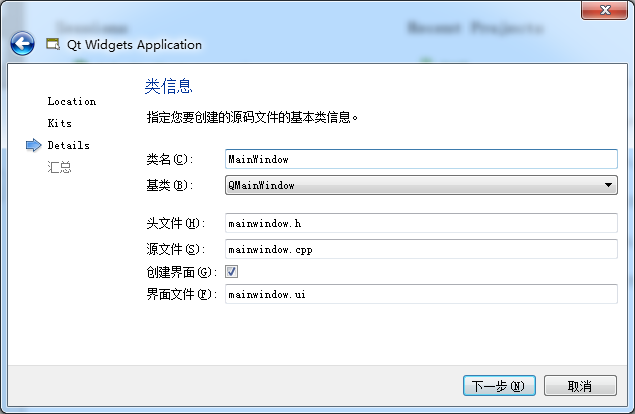 Sessions
Recent Projects
Qt Widgets Application
类信息
Location
指定您要创建的源码文件的基本类信息。
Kits
Details
汇总
类名(C): MainWindow
基类(B): QMainWindow
头文件(H): mainwindow.h
源文件(S): mainwindow.cpp
创建界面(G):
界面文件(F): mainwindow.ui
下一步(N)
取消